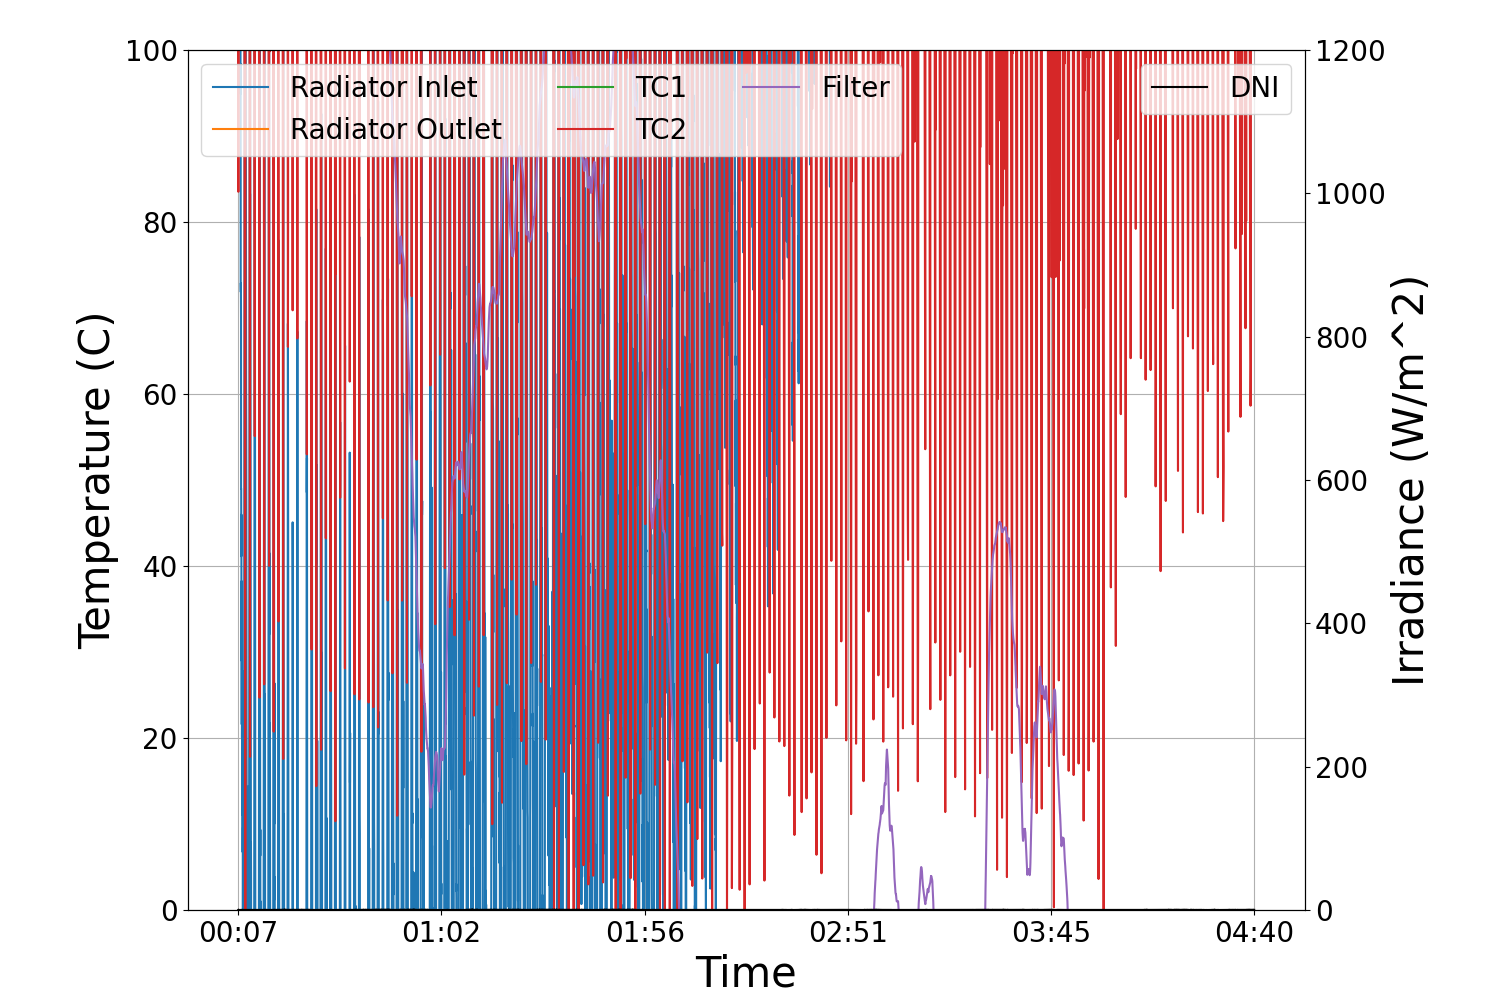 100
80
60
40
20
0
Temperature (C)
Radiator Inlet
Radiator Outlet
TC1
TC2
Filter
DNI
1200
1000
800
600
400
200
0
Irradiance (W/m^2)
00:07
01:02
01:56
02:51
03:45
04:40
Time